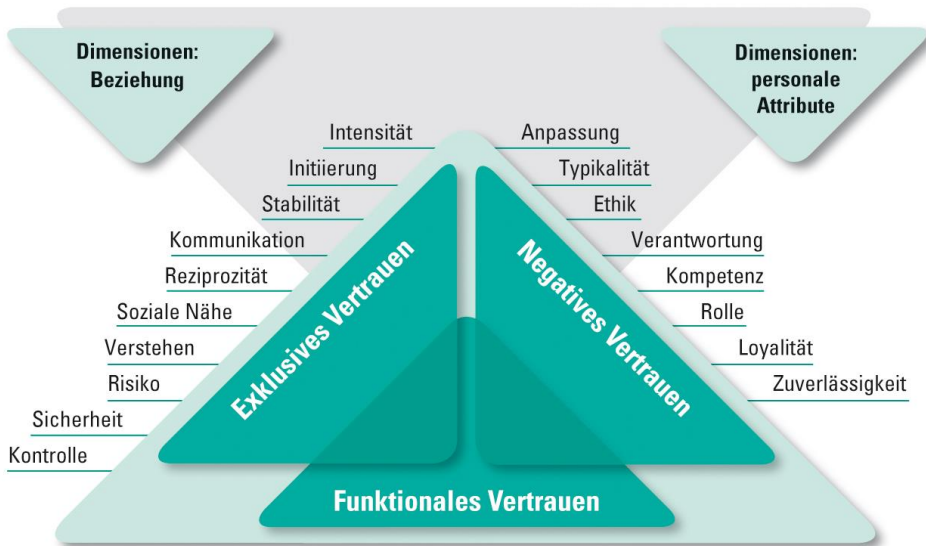 Dimensionen:
Beziehung
Dimensionen:
personale
Attribute
Intensität
Initiierung
Stabilität
Kommunikation
Reziprozität
Soziale Nähe
Verstehen
Risiko
Sicherheit
Kontrolle
Anpassung
Typikalität
Ethik
Verantwortung
Kompetenz
Rolle
Loyalität
Zuverlässigkeit
Exklusives Vertrauen
Negatives Vertrauen
Funktionales Vertrauen